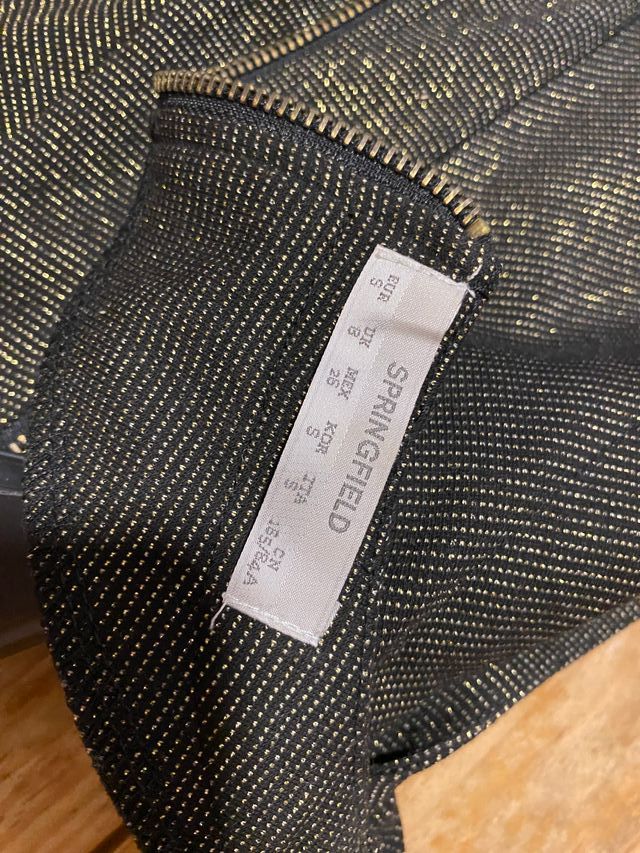 SPRINGFIELD
EUR UK MEX KOR ITA CN
S 8 26 S S 165/84A